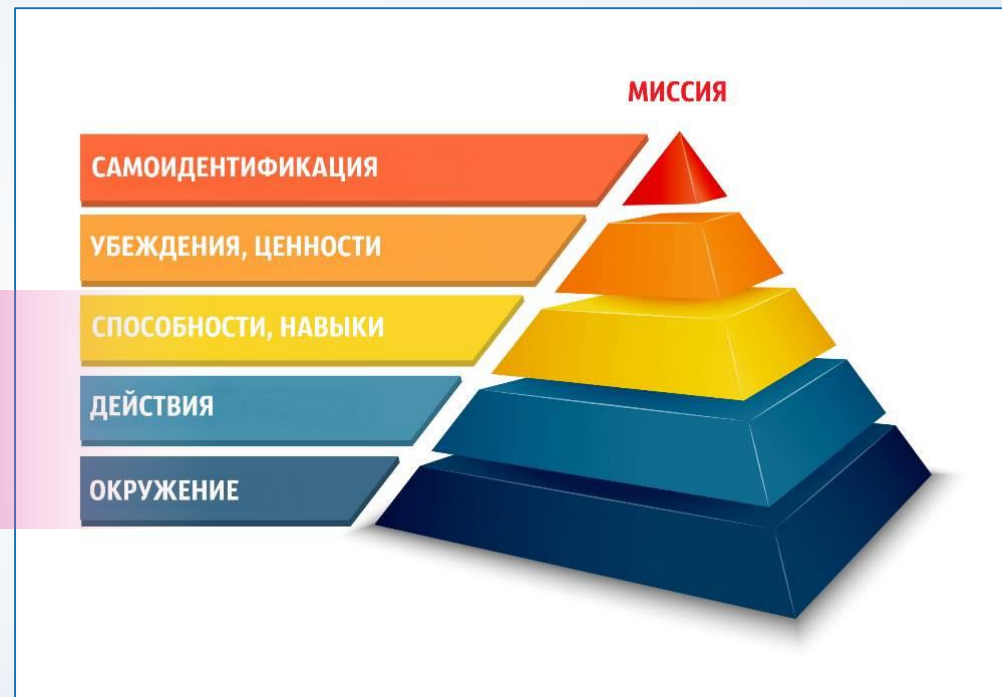 МИССИЯ
САМОИДЕНТИФИКАЦИЯ
УБЕЖДЕНИЯ, ЦЕННОСТИ
СПОСОБНОСТИ, НАВЫКИ
ДЕЙСТВИЯ
ОКРУЖЕНИЕ